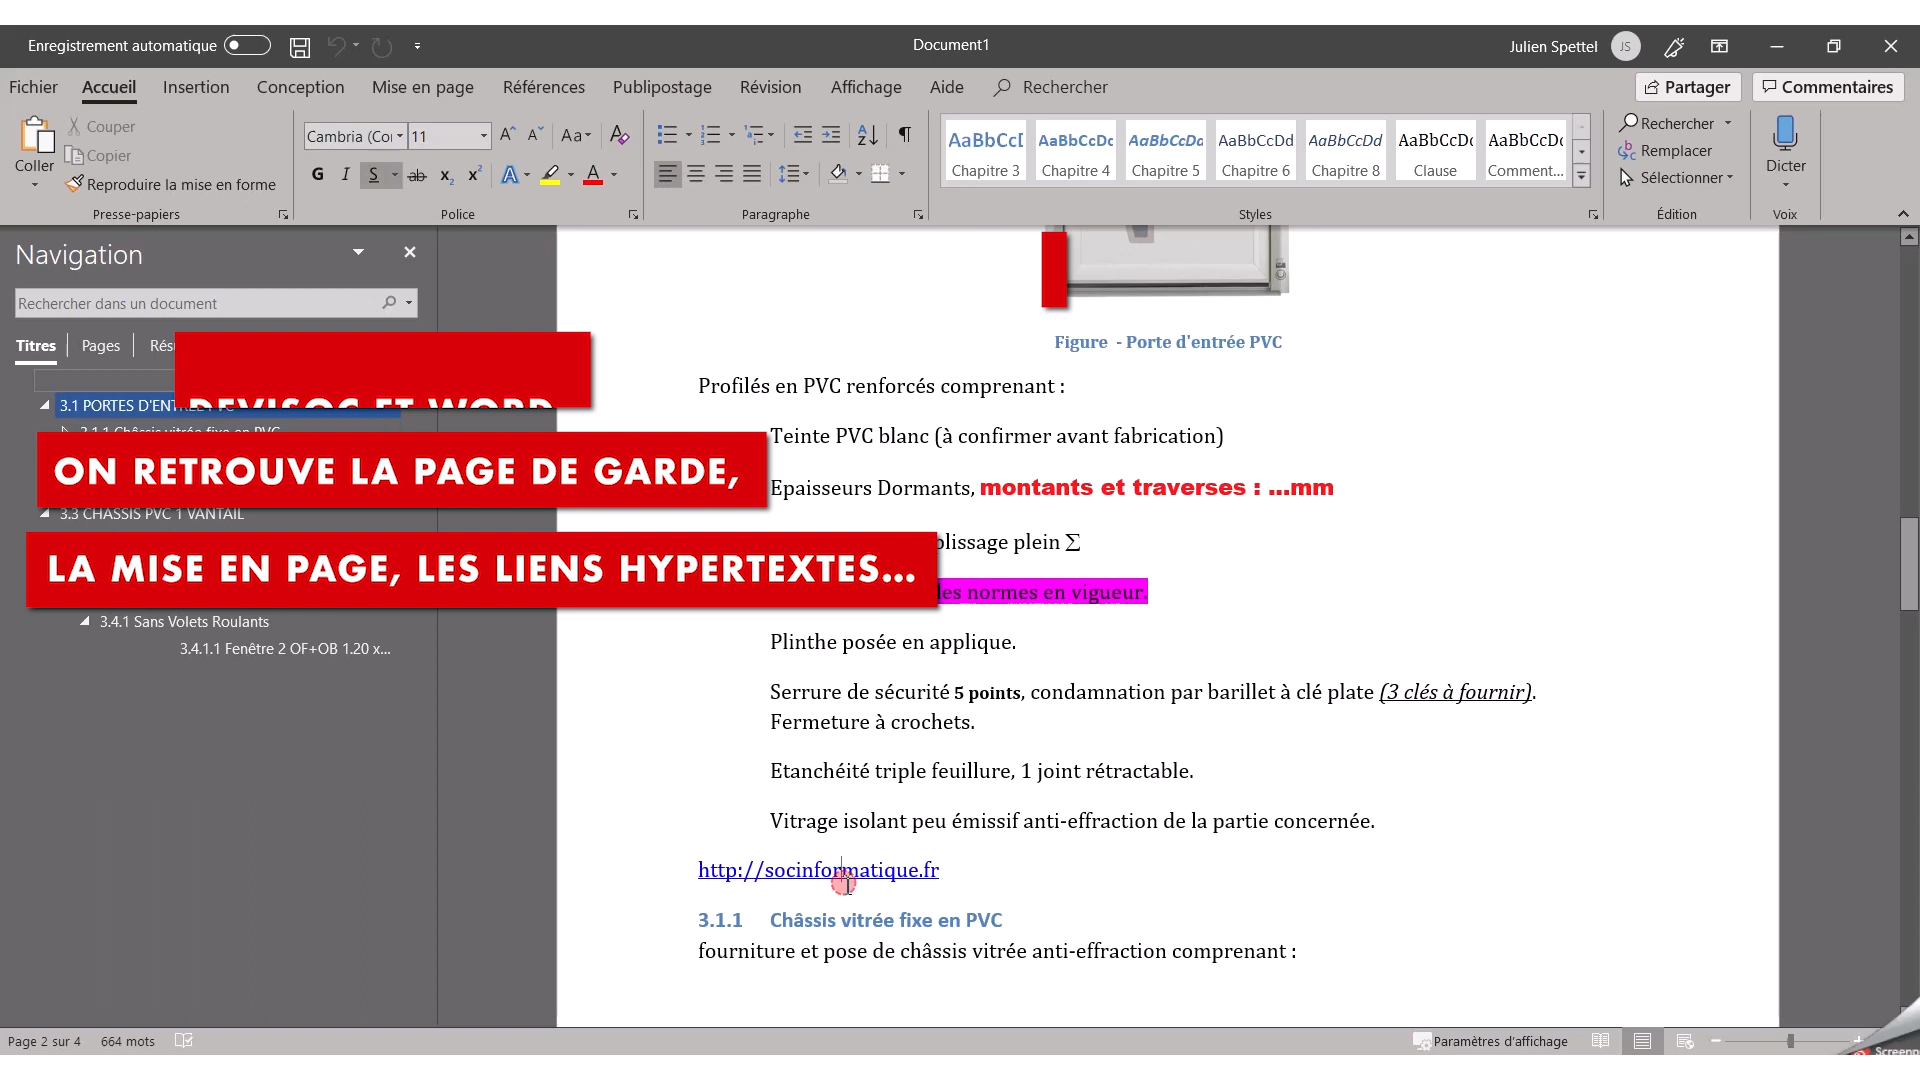 Enregistrement automatique
Document1
Julien Spettel
JS
Fichier
Accueil
Insertion
Conception
Mise en page
Références
Publipostage
Révision
Affichage
Aide
Rechercher
Partager
Commentaires
Coller
Couper
Copier
Reproduire la mise en forme
Presse-papiers
Cambria (Co
11
Aa
G I S ab x₂ x² A A
Police
Paragraphe
AaBbCcI
Chapitre 3
AaBbCcDc
Chapitre 4
AaBbCcDc
Chapitre 5
AaBbCcDd
Chapitre 6
AaBbCcDd
Chapitre 8
AaBbCcDc
Clause
AaBbCcDc
Comment...
Styles
Rechercher
Remplacer
Sélectionner
Édition
Dicter
Voix
Navigation
Rechercher dans un document
Titres
Pages
Résu
DEVISOC ET WORD
3.1 PORTES D'ENTREE PVC
3.1.1 Châssis vitrée fixe en PVC
ON RETROUVE LA PAGE DE GARDE,
3.3 CHASSIS PVC 1 VANTAIL
LA MISE EN PAGE, LES LIENS HYPERTEXTES...
3.4.1 Sans Volets Roulants
3.4.1.1 Fenêtre 2 OF+OB 1.20 x...
Figure - Porte d'entrée PVC
Profilés en PVC renforcés comprenant :
Teinte PVC blanc (à confirmer avant fabrication)
Epaisseurs Dormants, montants et traverses : ...mm
plissage plein Σ
les normes en vigueur.
Plinthe posée en applique.
Serrure de sécurité 5 points, condamnation par barillet à clé plate (3 clés à fournir).
Fermeture à crochets.
Etanchéité triple feuillure, 1 joint rétractable.
Vitrage isolant peu émissif anti-effraction de la partie concernée.
http://socinformatique.fr
3.1.1 Châssis vitrée fixe en PVC
fourniture et pose de châssis vitrée anti-effraction comprenant :
Page 2 sur 4
664 mots
Paramètres d'affichage
Screenp